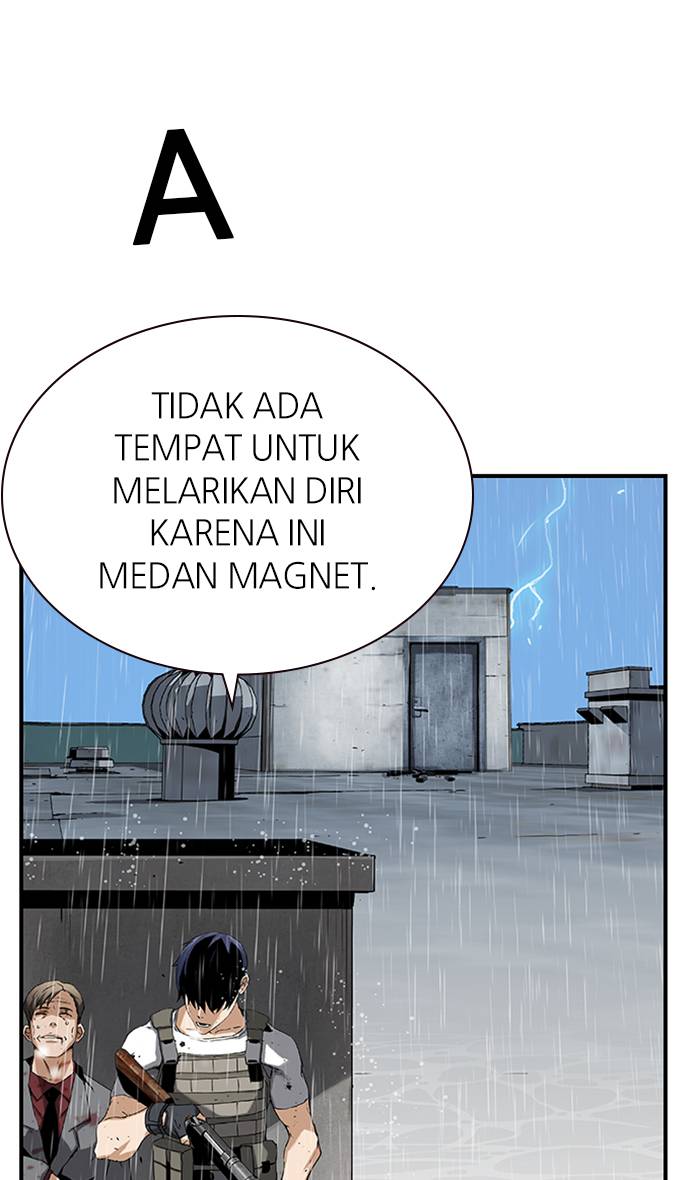 A
TIDAK ADA
TEMPAT UNTUK
MELARIKAN DIRI
KARENA INI
MEDAN MAGNET.